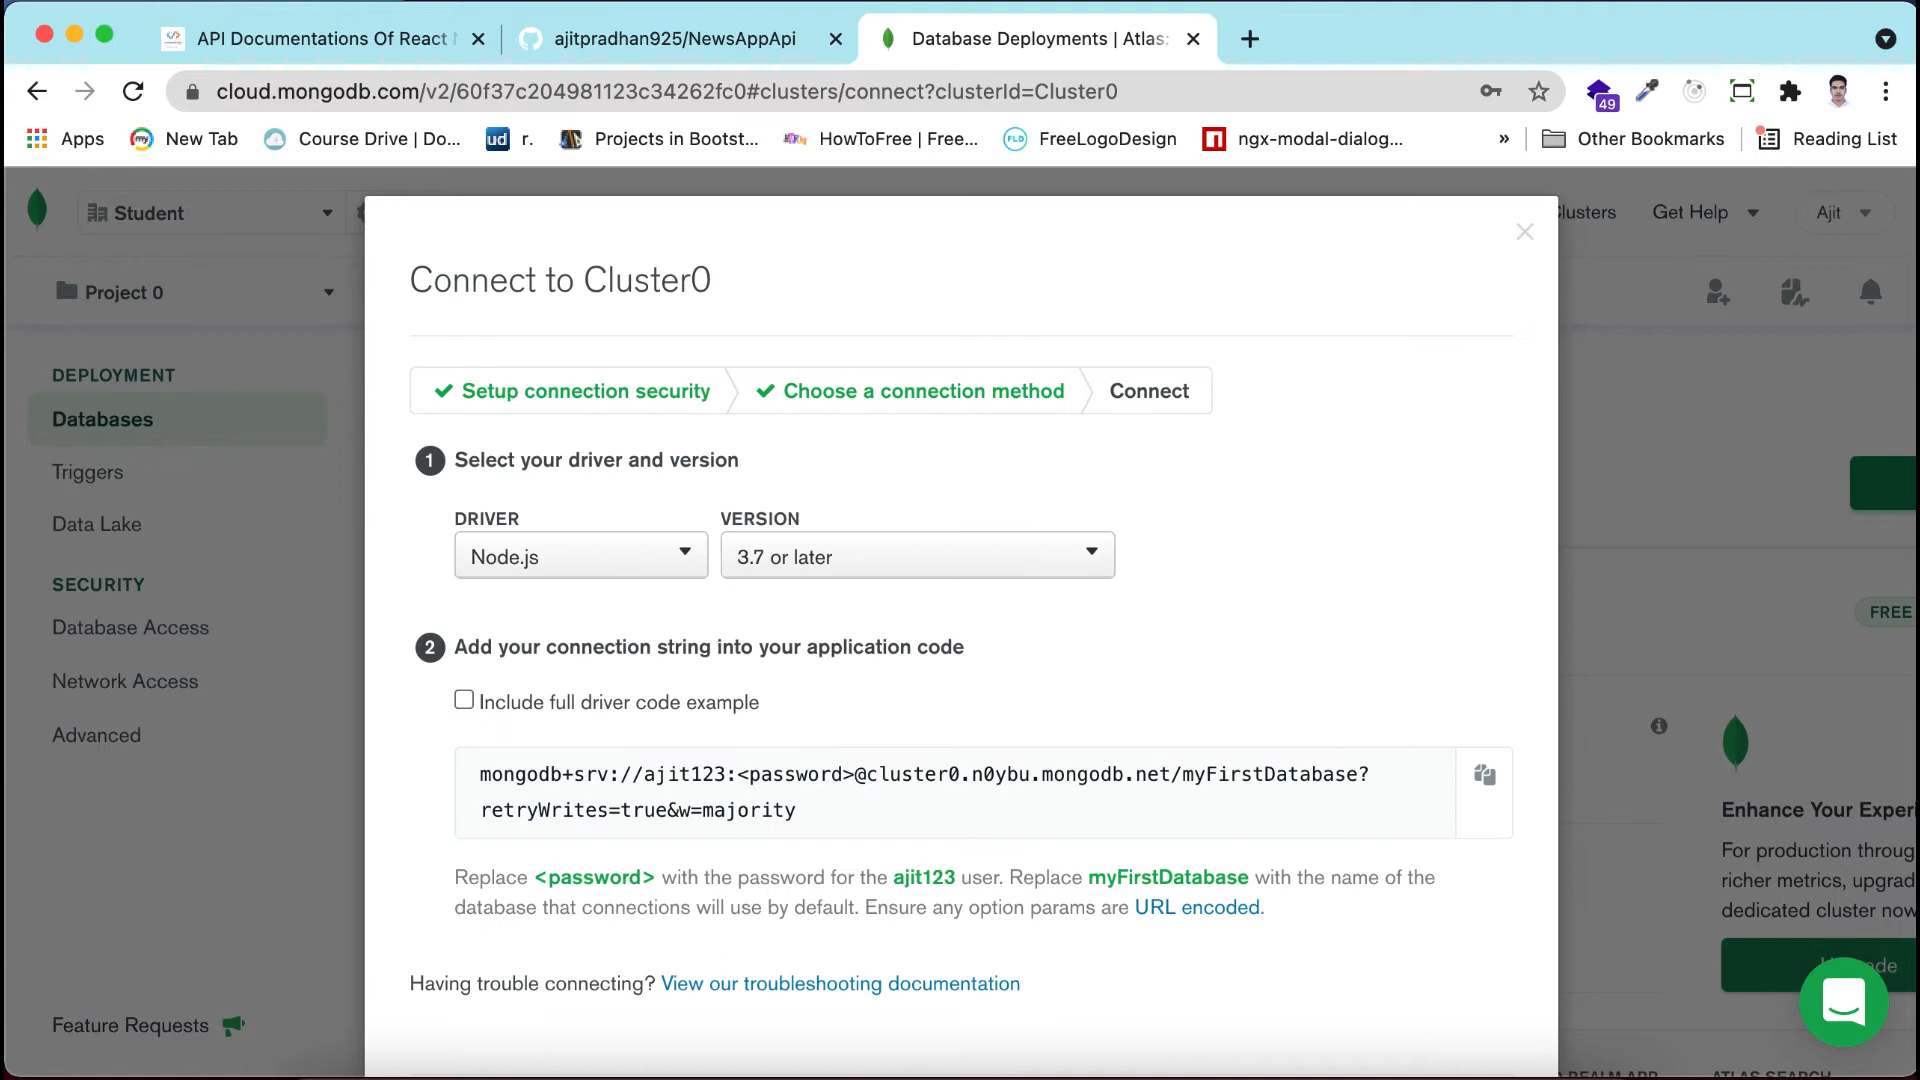 API Documentations Of React
ajitpradhan925/NewsAppApi
Database Deployments | Atlas:
cloud.mongodb.com/v2/60f37c204981123c34262fc0#clusters/connect?clusterId=Cluster0
49
Apps
New Tab
Course Drive | Do...
ud r.
Projects in Bootst...
HowToFree | Free...
FLD FreeLogoDesign
ngx-modal-dialog...
»
Other Bookmarks
Reading List
Student
Clusters
Get Help
Ajit
Project 0
DEPLOYMENT
Databases
Triggers
Data Lake
SECURITY
Database Access
Network Access
Advanced
Feature Requests
Connect to Cluster0
Setup connection security
Choose a connection method
Connect
1 Select your driver and version
DRIVER
VERSION
Node.js
3.7 or later
2 Add your connection string into your application code
Include full driver code example
mongodb+srv://ajit123:<password>@cluster0.n0ybu.mongodb.net/myFirstDatabase?
retryWrites=true&w=majority
Replace <password> with the password for the ajit123 user. Replace myFirstDatabase with the name of the
database that connections will use by default. Ensure any option params are URL encoded.
Having trouble connecting? View our troubleshooting documentation
FREE
Enhance Your Experi
For production throug
richer metrics, upgrad
dedicated cluster now
ATLAS SEARCH